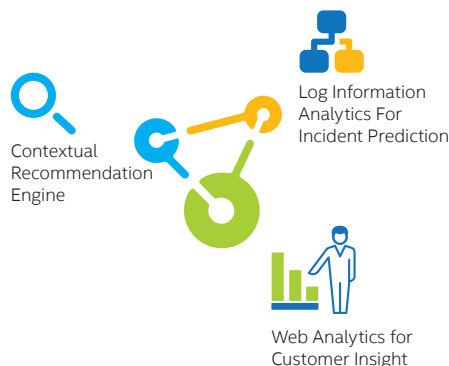 Contextual
Recommendation
Engine
Log Information
Analytics For
Incident Prediction
Web Analytics for
Customer Insight